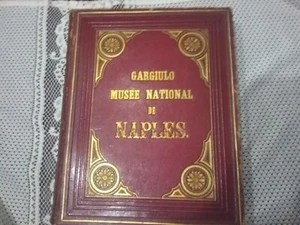 GARGIULO
MUSÉE NATIONAL
DE
NAPLES.